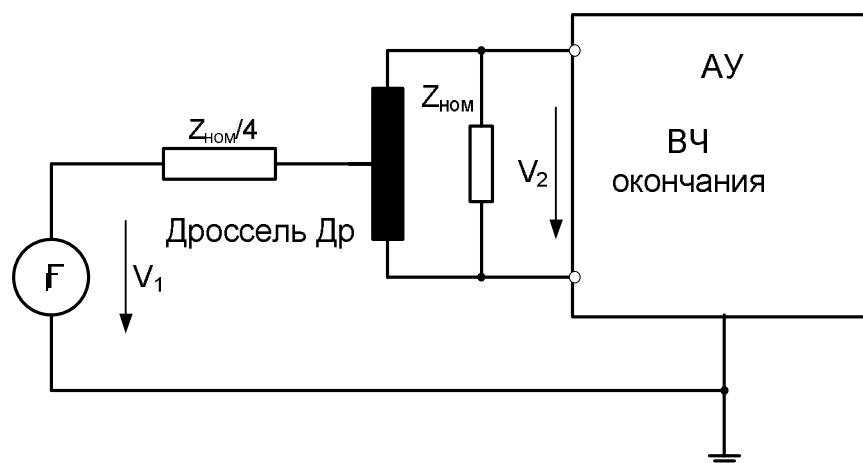 АУ
ВЧ
окончания
Zном
Zном/4
V2
Дроссель Др
V1
Г